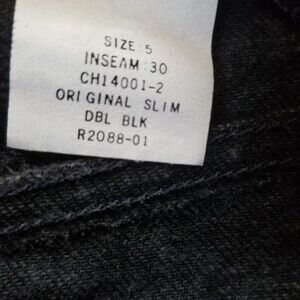 SIZE: 5
INSEAM: 30
CH14001-2
ORIGINAL SLIM
DBL BLK
R2088-01